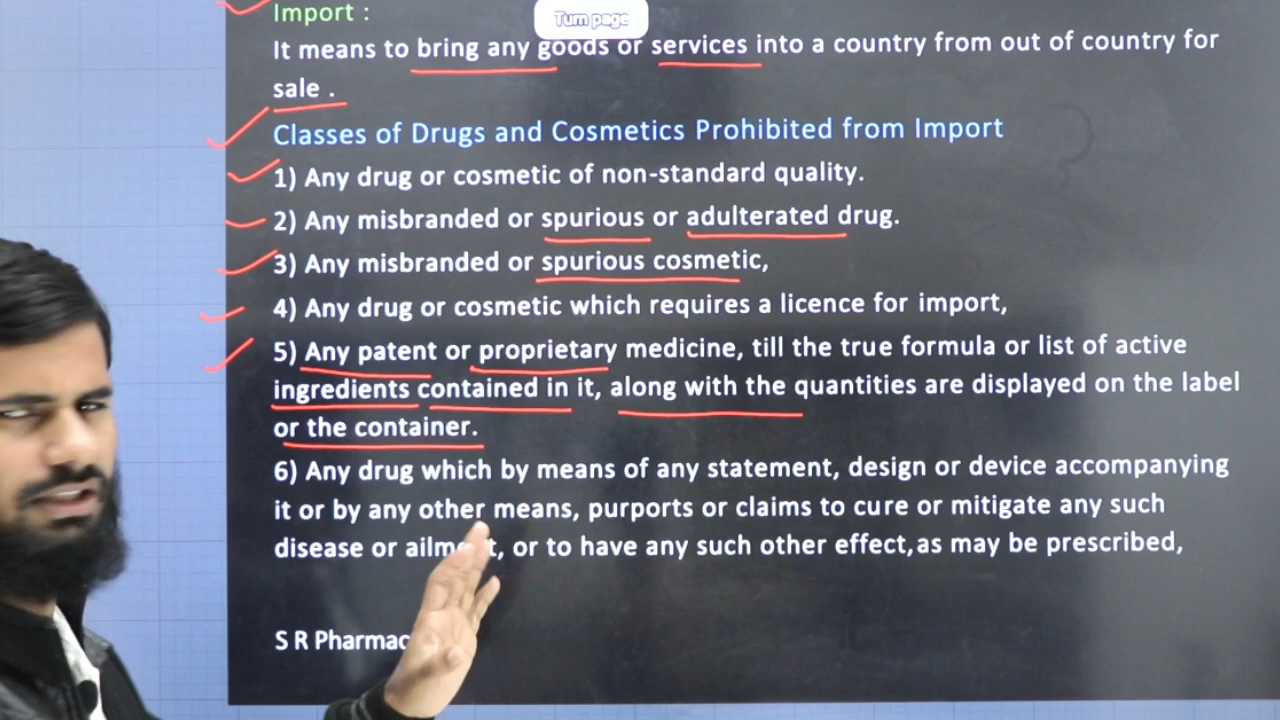 Import :
Turn page
It means to bring any goods or services into a country from out of country for
sale .
Classes of Drugs and Cosmetics Prohibited from Import
1) Any drug or cosmetic of non-standard quality.
2) Any misbranded or spurious or adulterated drug.
3) Any misbranded or spurious cosmetic,
4) Any drug or cosmetic which requires a licence for import,
5) Any patent or proprietary medicine, till the true formula or list of active
ingredients contained in it, along with the quantities are displayed on the label
or the container.
6) Any drug which by means of any statement, design or device accompanying
it or by any other means, purports or claims to cure or mitigate any such
disease or ailment, or to have any such other effect,as may be prescribed,
S R Pharmac